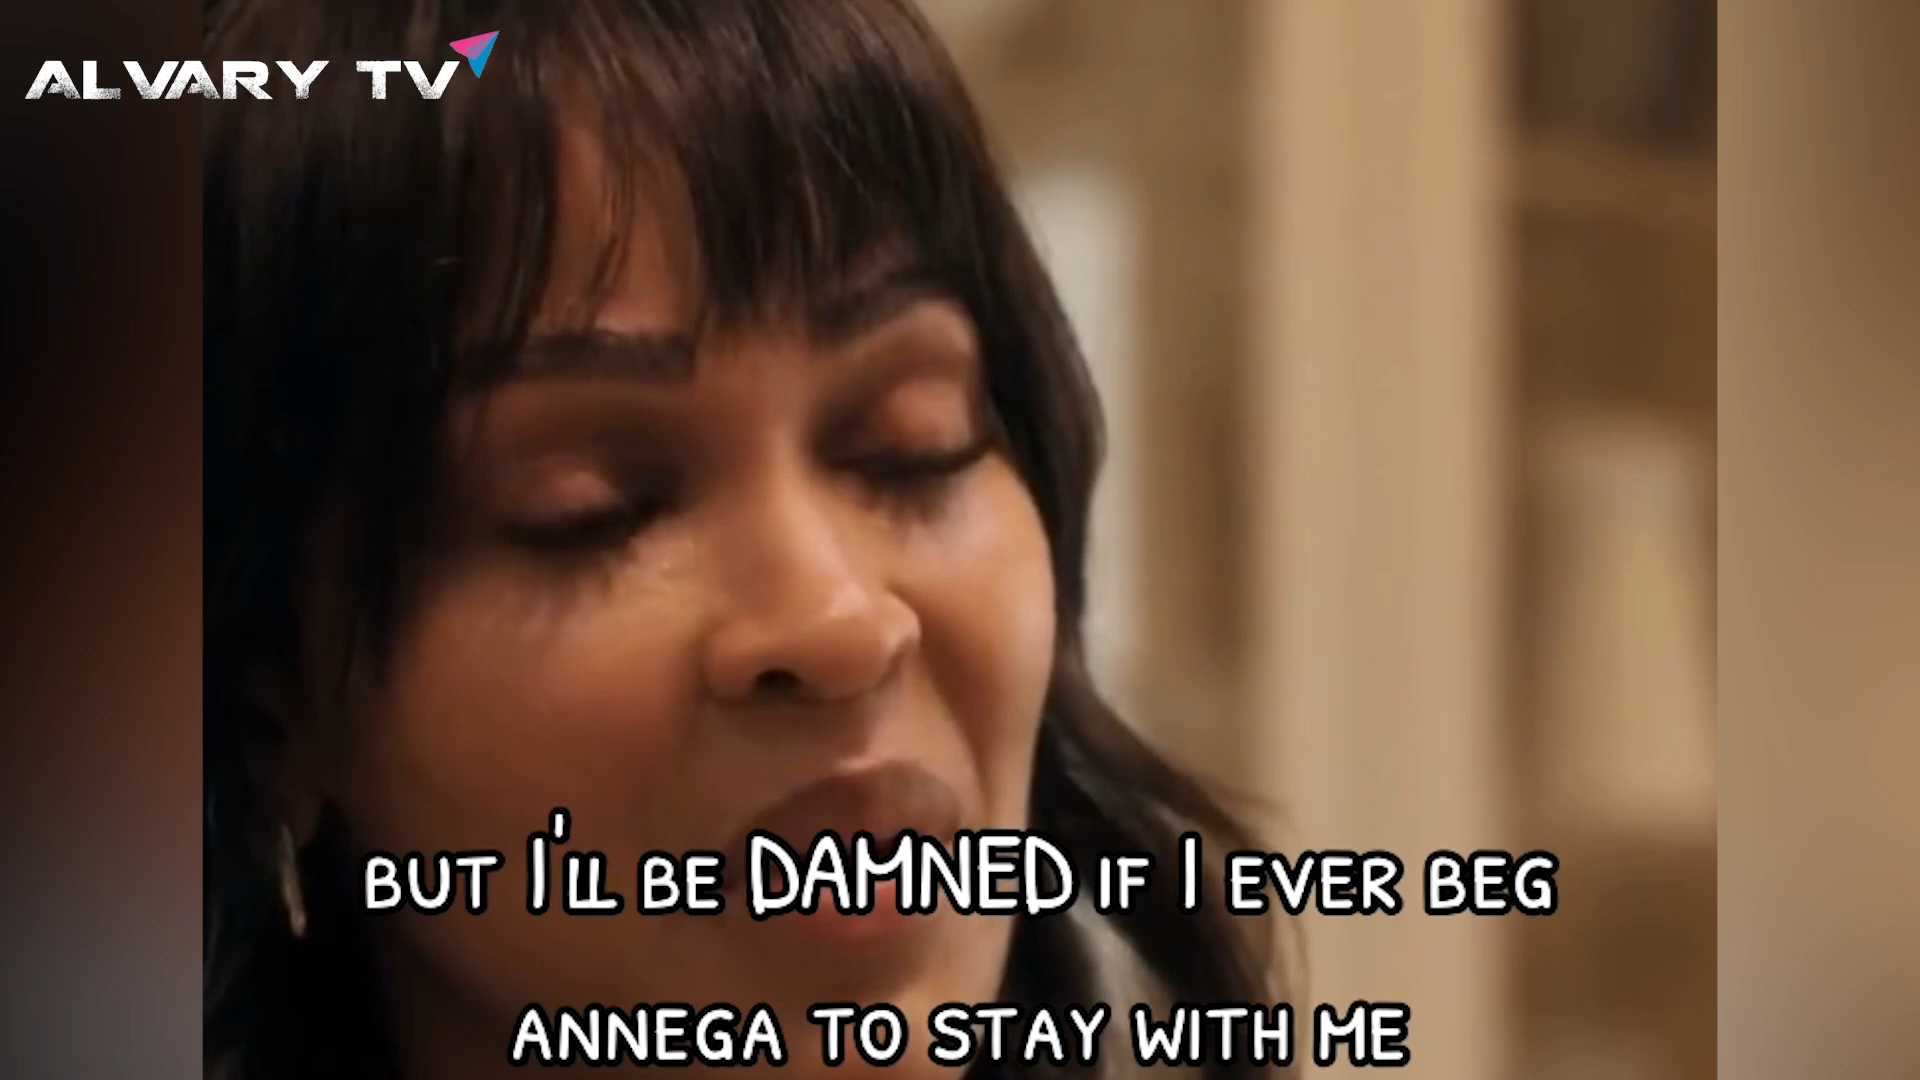 ALVARY TV
BUT I'LL BE DAMNED IF I EVER BEG
ANNEGA TO STAY WITH ME